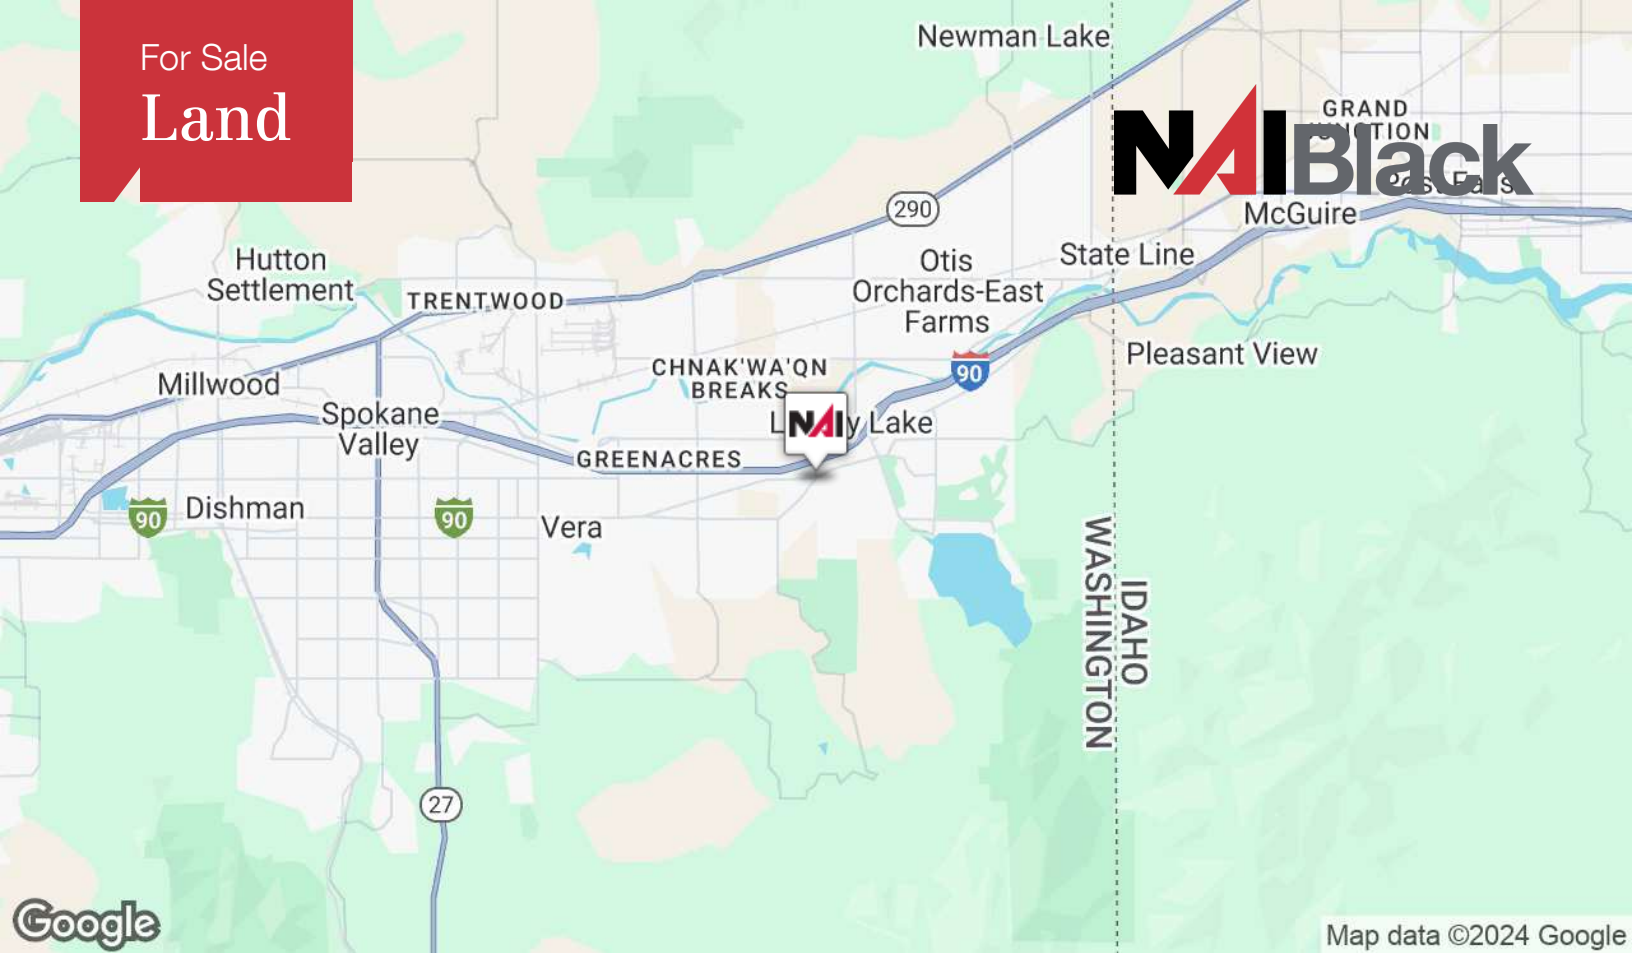 For Sale
Land
Newman Lake
NAIBlack
GRAND
McGuire
290
State Line
Hutton
Settlement
TRENTWOOD
Otis
Orchards-East
Farms
Pleasant View
CHNAK'WA'QN
BREAKS
90
Millwood
Spokane
Valley
NAI
Lake
GREENACRES
90
Dishman
90
Vera
WASHINGTON
IDAHO
27
Google
Map data ©2024 Google